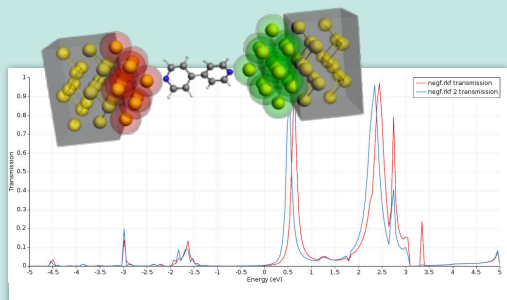 negf.rkf transmission
negf.rkf 2 transmission
1
0.9
0.8
0.7
0.6
0.5
0.4
0.3
0.2
0.1
0
Transmission
-5 -4.5 -4 -3.5 -3 -2.5 -2 -1.5 -1 -0.5 0 0.5 1 1.5 2 2.5 3 3.5 4 4.5 5
Energy (eV)